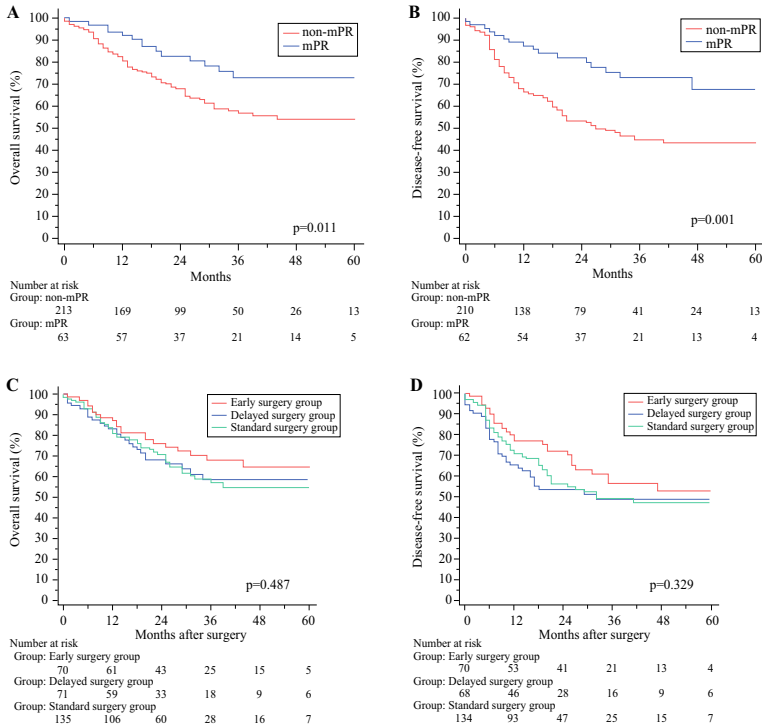 A
Overall survival (%)
100
90
80
70
60
50
40
30
20
10
0
non-mPR
mPR
p=0.011
0 12 24 36 48 60
Months
Number at risk
Group: non-mPR
213 169 99 50 26 13
Group: mPR
63 57 37 21 14 5
B
Disease-free survival (%)
100
90
80
70
60
50
40
30
20
10
0
non-mPR
mPR
p=0.001
0 12 24 36 48 60
Months
Number at risk
Group: non-mPR
210 138 79 41 24 13
Group: mPR
62 54 37 21 13 4
C
Overall survival (%)
100
90
80
70
60
50
40
30
20
10
0
Early surgery group
Delayed surgery group
Standard surgery group
p=0.487
0 12 24 36 48 60
Months after surgery
Number at risk
Group: Early surgery group
70 61 43 25 15 5
Group: Delayed surgery group
71 59 33 18 9 6
Group: Standard surgery group
135 106 60 28 16 7
D
Disease-free survival (%)
100
90
80
70
60
50
40
30
20
10
0
Early surgery group
Delayed surgery group
Standard surgery group
p=0.329
0 12 24 36 48 60
Months after surgery
Number at risk
Group: Early surgery group
70 53 41 21 13 4
Group: Delayed surgery group
68 46 28 16 9 6
Group: Standard surgery group
134 93 47 25 15 7